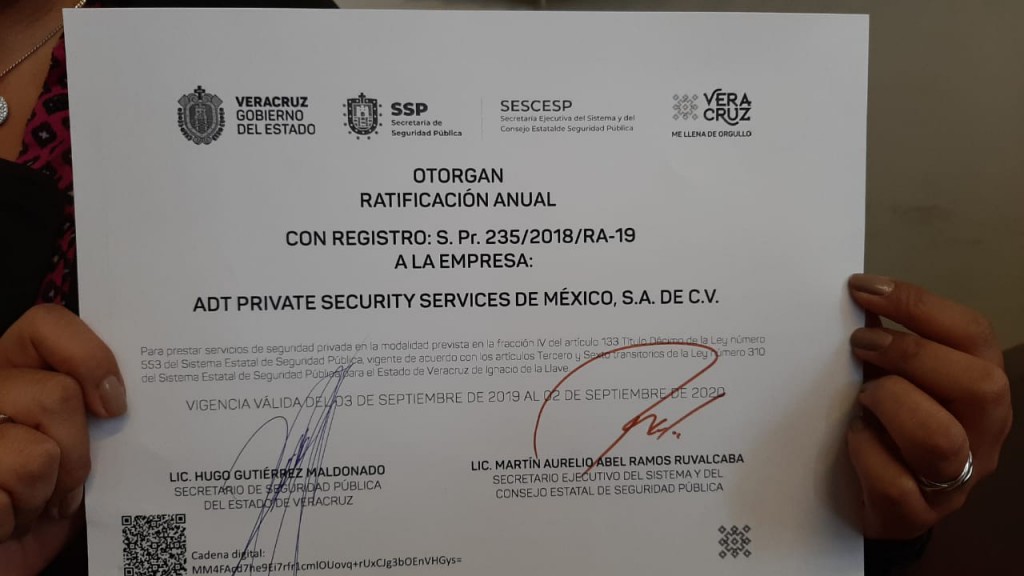 VERACRUZ
GOBIERNO
DEL ESTADO
SSP
Secretaría de
Seguridad Pública
SESCESP
Secretaría Ejecutiva del Sistema y del
Consejo Estatalde Seguridad Pública
VERA
CRUZ
ME LLENA DE ORGULLO
OTORGAN
RATIFICACIÓN ANUAL
CON REGISTRO: S. Pr. 235/2018/RA-19
A LA EMPRESA:
ADT PRIVATE SECURITY SERVICES DE MÉXICO, S.A. DE C.V.
Para prestar servicios de seguridad privada en la modalidad prevista en la fracción IV del artículo 133 Título Décimo de la Ley número
553 del Sistema Estatal de Seguridad Pública, vigente de acuerdo con los artículos Tercero y Sexto transitorios de la Ley número 310
del Sistema Estatal de Seguridad Pública para el Estado de Veracruz de Ignacio de la Llave.
VIGENCIA VÁLIDA DEL 03 DE SEPTIEMBRE DE 2019 AL 02 DE SEPTIEMBRE DE 2020
LIC. HUGO GUTIÉRREZ MALDONADO
SECRETARIO DE SEGURIDAD PÚBLICA
DEL ESTADO DE VERACRUZ
LIC. MARTÍN AURELIO ABEL RAMOS RUVALCABA
SECRETARIO EJECUTIVO DEL SISTEMA Y DEL
CONSEJO ESTATAL DE SEGURIDAD PÚBLICA
Cadena digital: